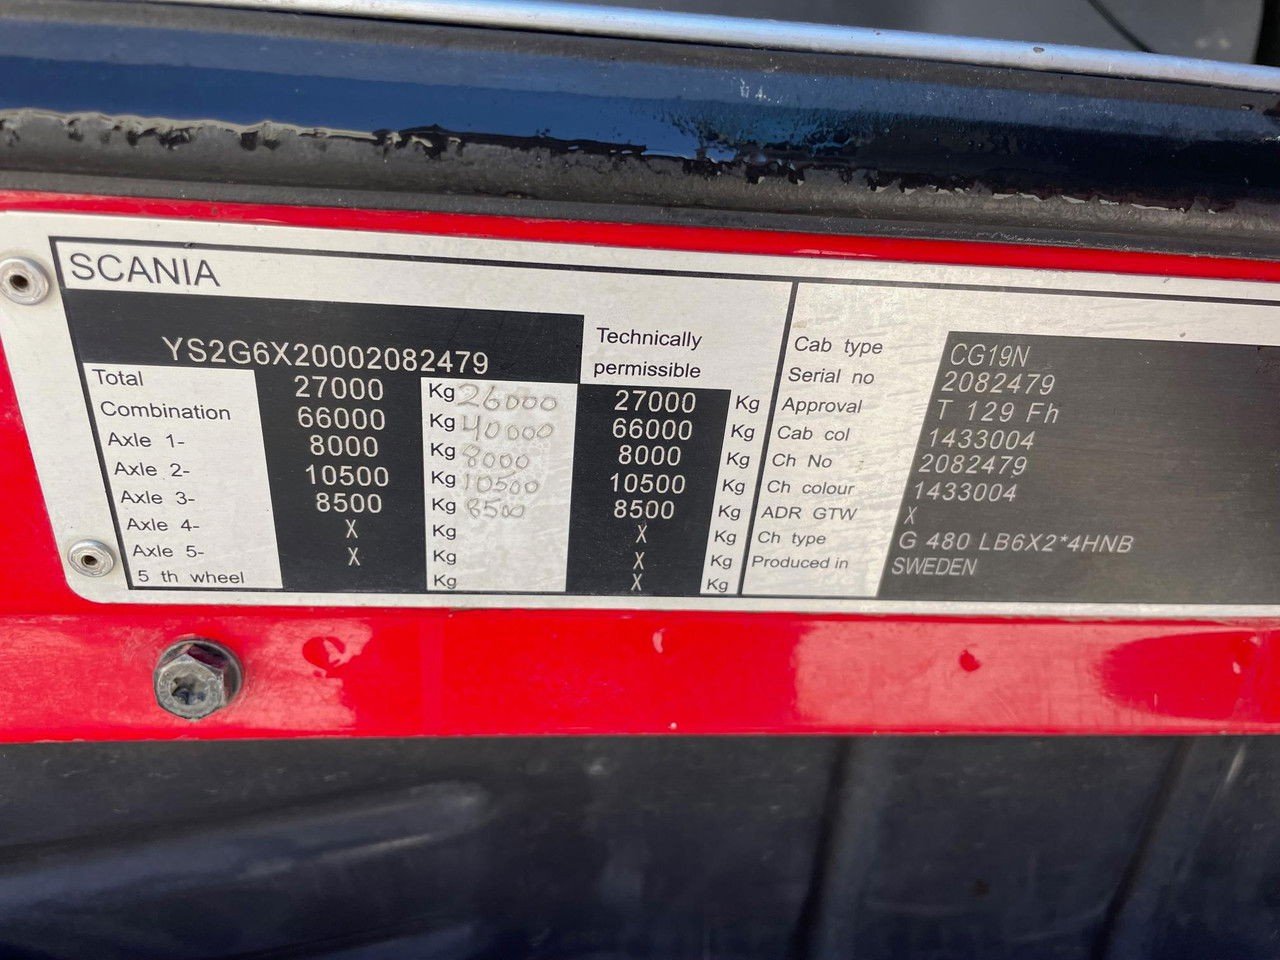 SCANIA
YS2G6X20002082479
Technically
permissible
Total 27000 Kg 26000 27000 Kg
Combination 66000 Kg 40000 66000 Kg
Axle 1- 8000 Kg 8000 8000 Kg
Axle 2- 10500 Kg 10500 10500 Kg
Axle 3- 8500 Kg 8500 8500 Kg
Axle 4- X Kg X Kg
Axle 5- X Kg X Kg
5 th wheel Kg X Kg
Cab type CG19N
Serial no 2082479
Approval T 129 Fh
Cab col 1433004
Ch No 2082479
Ch colour 1433004
ADR GTW X
Ch type G 480 LB6X2*4HNB
Produced in SWEDEN